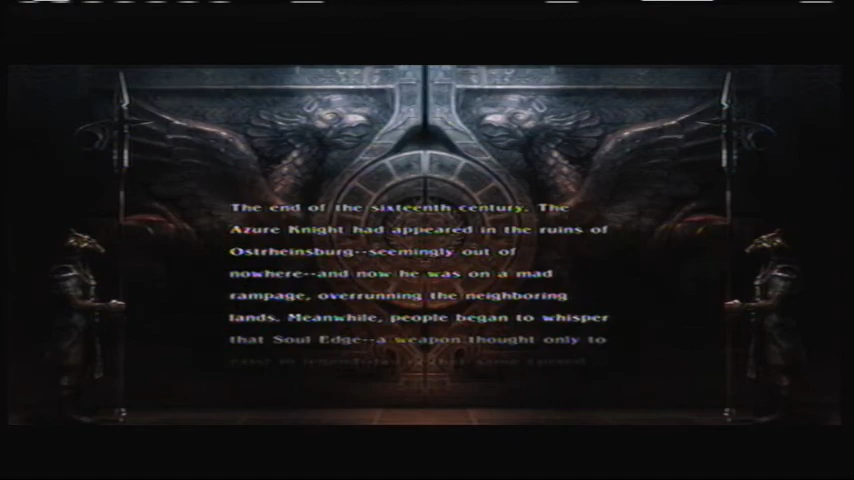 The end of the sixteenth century. The
Azure Knight had appeared in the ruins of
Ostrheinsburg--seemingly out of
nowhere--and now he was on a mad
rampage, overrunning the neighboring
lands. Meanwhile, people began to whisper
that Soul Edge--a weapon thought only to